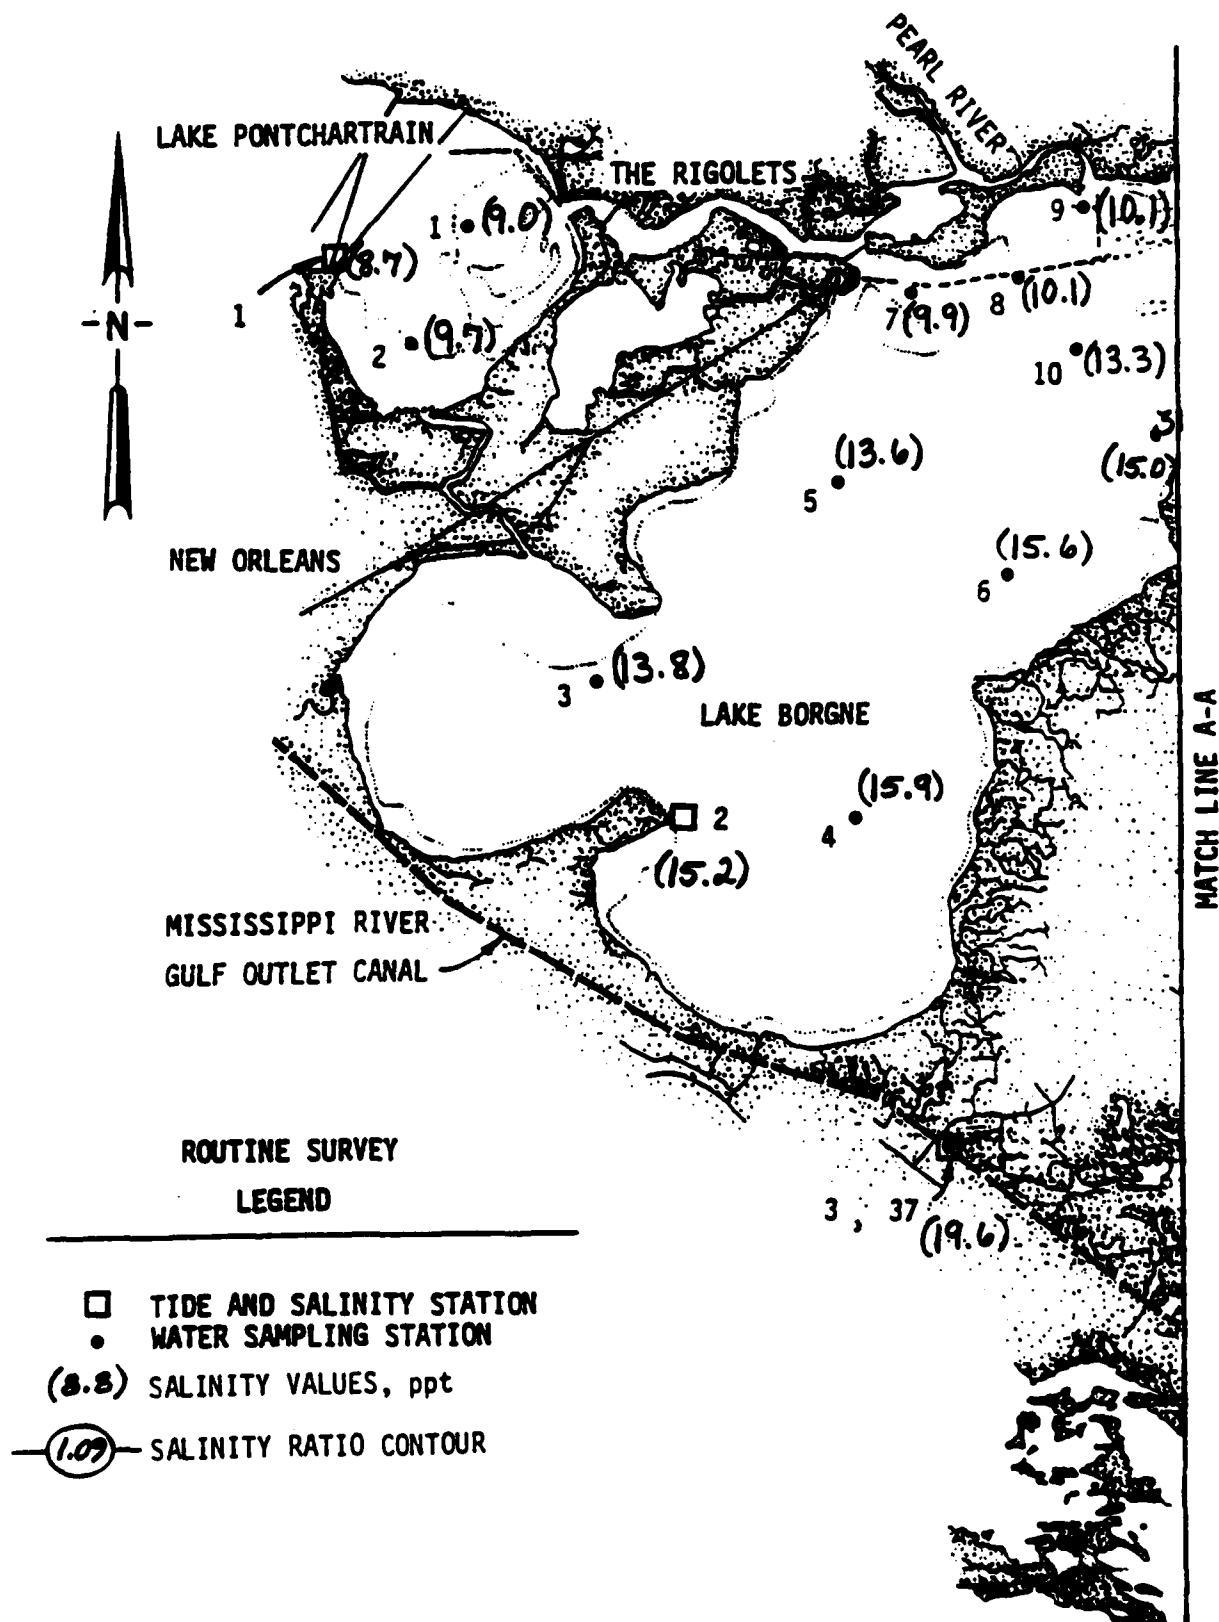 PEARL RIVER
LAKE PONTCHARTRAIN
THE RIGOLETS
1 (9.0)
9 (10.1)
(8.7)
1
-N-
2 (9.7)
7 (9.9)
8 (10.1)
10 (13.3)
(13.6)
5
(15.0)
NEW ORLEANS
(15.6)
6
3 (13.8)
LAKE BORGNE
MATCH LINE A-A
(15.9)
4
2
(15.2)
MISSISSIPPI RIVER
GULF OUTLET CANAL
ROUTINE SURVEY
LEGEND
3, 37
(19.6)
TIDE AND SALINITY STATION
WATER SAMPLING STATION
(8.8) SALINITY VALUES, ppt
1.09 SALINITY RATIO CONTOUR